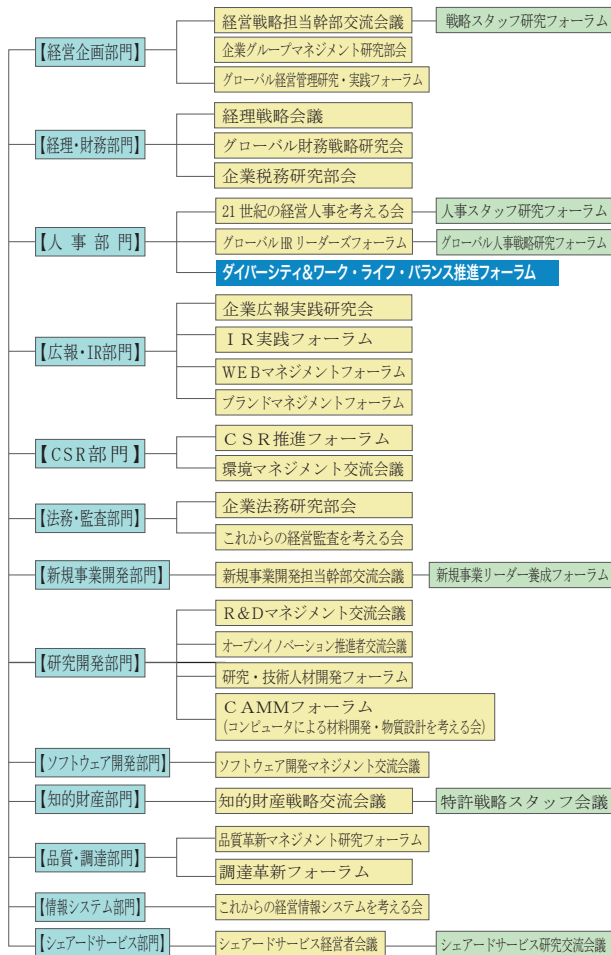 経営戦略担当幹部交流会議
戦略スタッフ研究フォーラム
【経営企画部門】
企業グループマネジメント研究部会
グローバル経営管理研究・実践フォーラム
経理戦略会議
【経理・財務部門】
グローバル財務戦略研究会
企業税務研究部会
21世紀の経営人事を考える会
人事スタッフ研究フォーラム
【人事部門】
グローバルHRリーダーズフォーラム
グローバル人事戦略研究フォーラム
ダイバーシティ&ワーク・ライフ・バランス推進フォーラム
企業広報実践研究会
IR実践フォーラム
【広報・IR部門】
WEBマネジメントフォーラム
ブランドマネジメントフォーラム
CSR推進フォーラム
【CSR部門】
環境マネジメント交流会議
企業法務研究部会
【法務・監査部門】
これからの経営監査を考える会
【新規事業開発部門】
新規事業開発担当幹部交流会議
新規事業リーダー養成フォーラム
R&Dマネジメント交流会議
オープンイノベーション推進者交流会議
【研究開発部門】
研究・技術人材開発フォーラム
CAMMフォーラム
(コンピュータによる材料開発・物質設計を考える会)
【ソフトウェア開発部門】
ソフトウェア開発マネジメント交流会議
【知的財産部門】
知的財産戦略交流会議
特許戦略スタッフ会議
品質革新マネジメント研究フォーラム
【品質・調達部門】
調達革新フォーラム
【情報システム部門】
これからの経営情報システムを考える会
【シェアードサービス部門】
シェアードサービス経営者会議
シェアードサービス研究交流会議